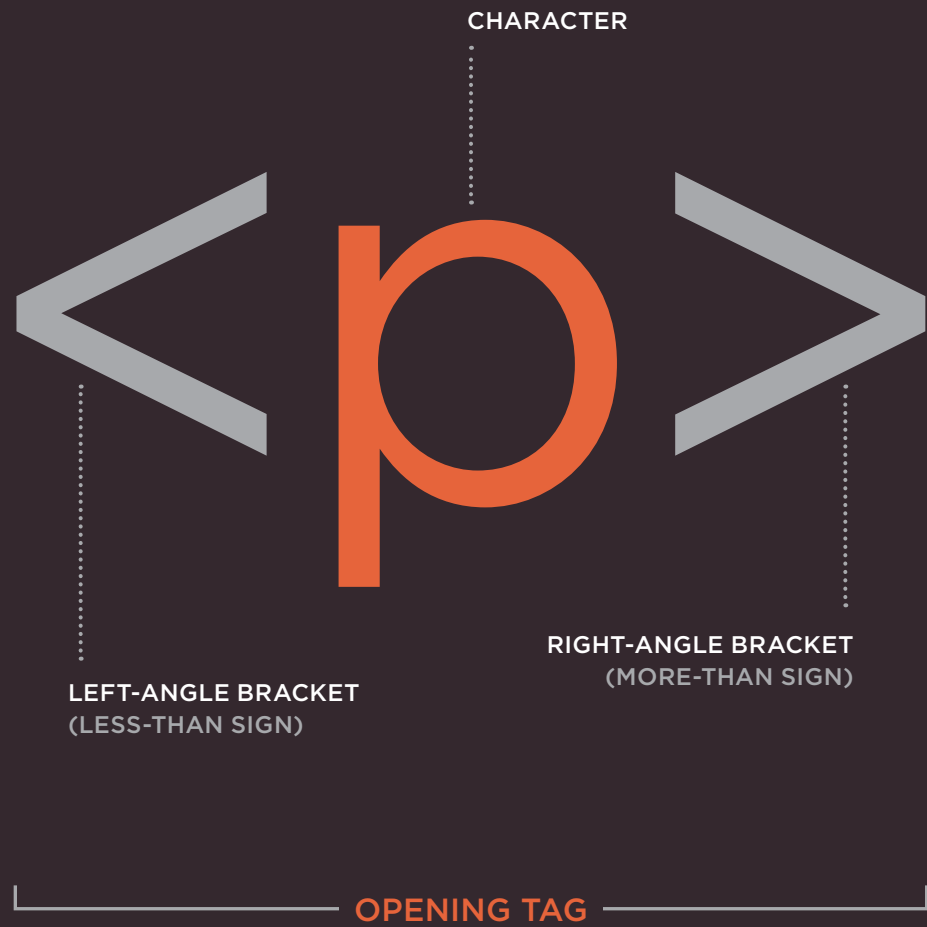 CHARACTER
<p>
LEFT-ANGLE BRACKET
(LESS-THAN SIGN)
RIGHT-ANGLE BRACKET
(MORE-THAN SIGN)
OPENING TAG